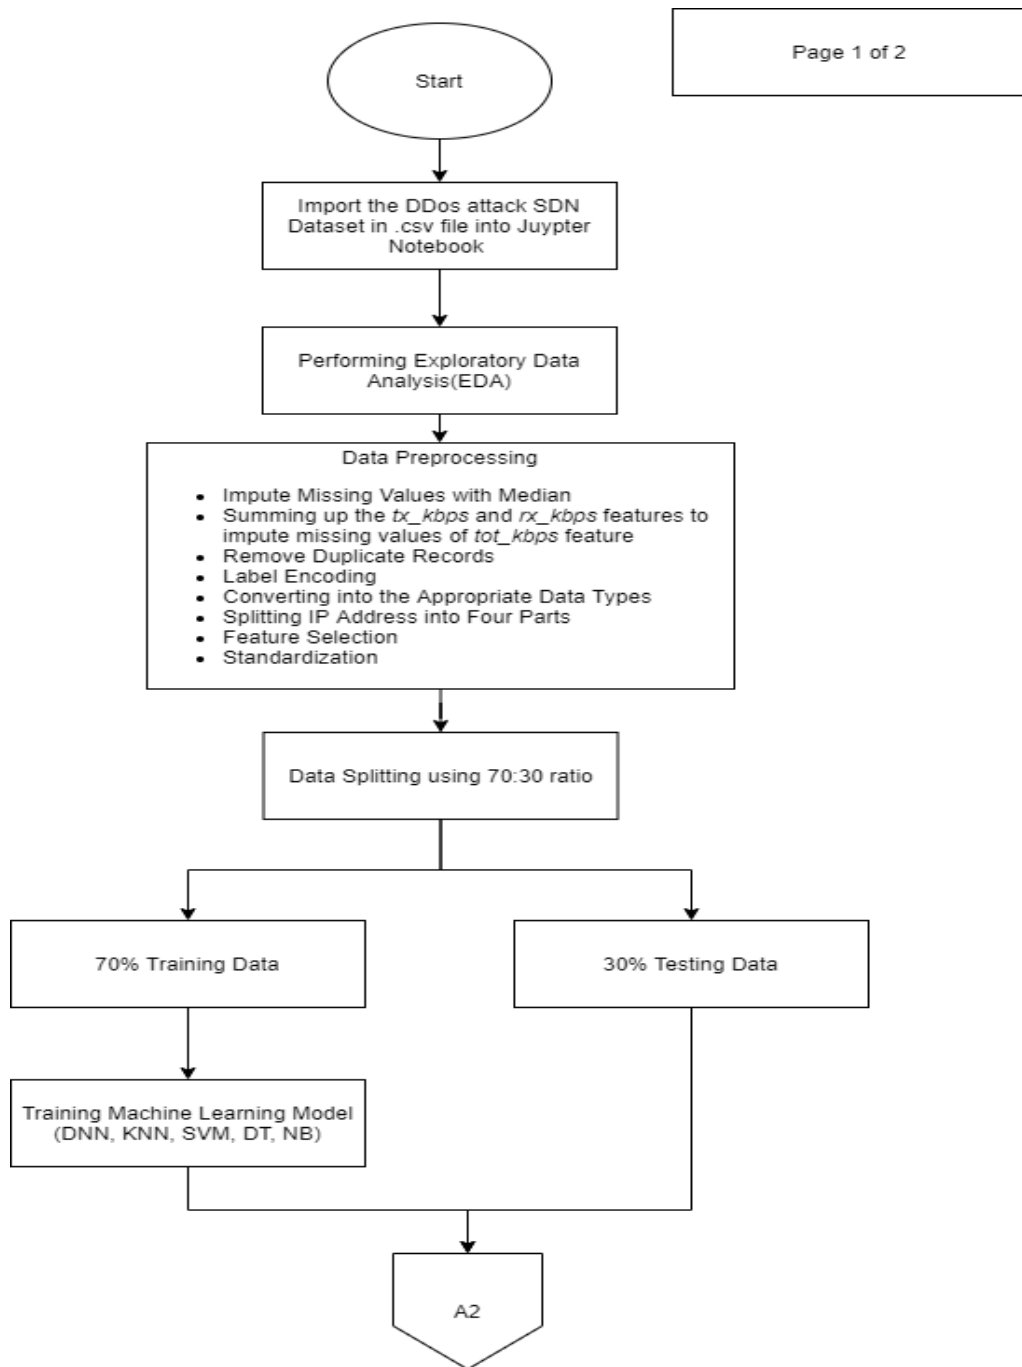 Page 1 of 2
Start
Import the DDos attack SDN
Dataset in .csv file into Juypter
Notebook
Performing Exploratory Data
Analysis(EDA)
Data Preprocessing
• Impute Missing Values with Median
• Summing up the tx_kbps and rx_kbps features to
impute missing values of tot_kbps feature
• Remove Duplicate Records
• Label Encoding
• Converting into the Appropriate Data Types
• Splitting IP Address into Four Parts
• Feature Selection
• Standardization
Data Splitting using 70:30 ratio
70% Training Data
30% Testing Data
Training Machine Learning Model
(DNN, KNN, SVM, DT, NB)
A2